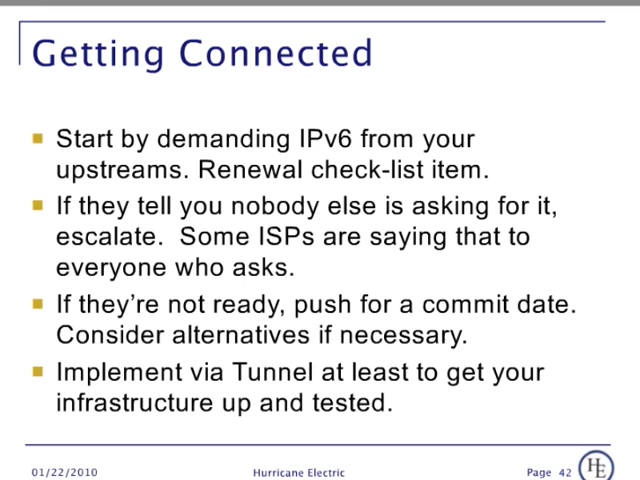 Getting Connected
Start by demanding IPv6 from your
upstreams. Renewal check-list item.
If they tell you nobody else is asking for it,
escalate.  Some ISPs are saying that to
everyone who asks.
If they’re not ready, push for a commit date.
Consider alternatives if necessary.
Implement via Tunnel at least to get your
infrastructure up and tested.
01/22/2010 Hurricane Electric Page 42 HE